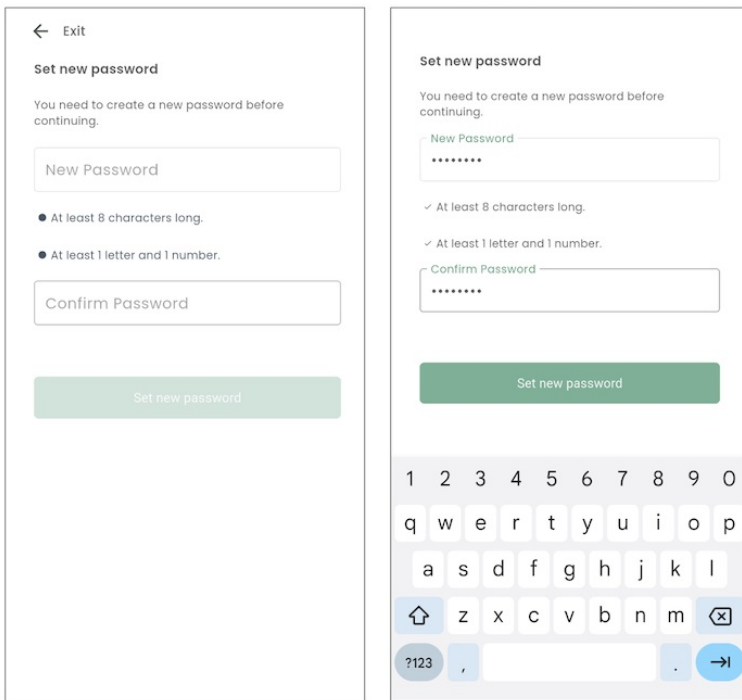 Exit
Set new password
You need to create a new password before
continuing.
New Password
At least 8 characters long.
At least 1 letter and 1 number.
Confirm Password
Set new password
Set new password
You need to create a new password before
continuing.
New Password
••••••••
At least 8 characters long.
At least 1 letter and 1 number.
Confirm Password
••••••••
Set new password
1 2 3 4 5 6 7 8 9 0
q w e r t y u i o p
a s d f g h j k l
z x c v b n m
?123 , .